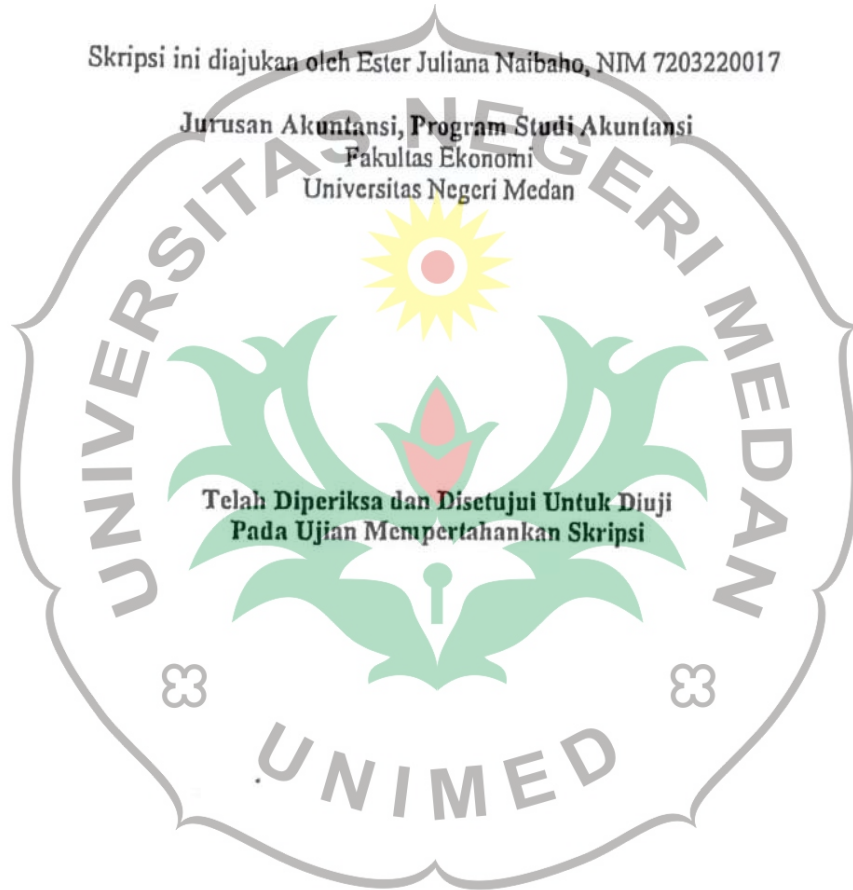 Skripsi ini diajukan oleh Ester Juliana Naibaho, NIM 7203220017
Jurusan Akuntansi, Program Studi Akuntansi
Fakultas Ekonomi
Universitas Negeri Medan
Telah Diperiksa dan Disetujui Untuk Diuji
Pada Ujian Mempertahankan Skripsi
UNIVERSITAS NEGERI MEDAN
UNIMED